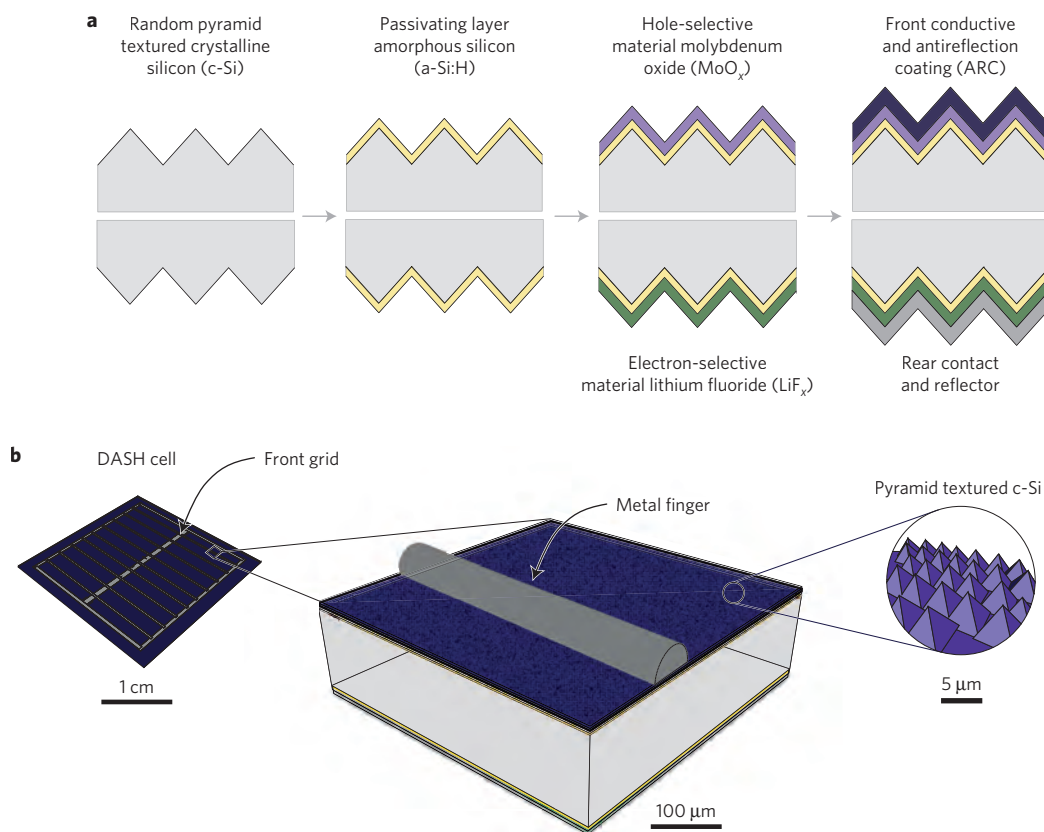 a
Random pyramid
textured crystalline
silicon (c-Si)
Passivating layer
amorphous silicon
(a-Si:H)
Hole-selective
material molybdenum
oxide (MoOₓ)
Front conductive
and antireflection
coating (ARC)
Electron-selective
material lithium fluoride (LiFₓ)
Rear contact
and reflector
b
DASH cell
Front grid
Metal finger
Pyramid textured c-Si
1 cm
100 μm
5 μm